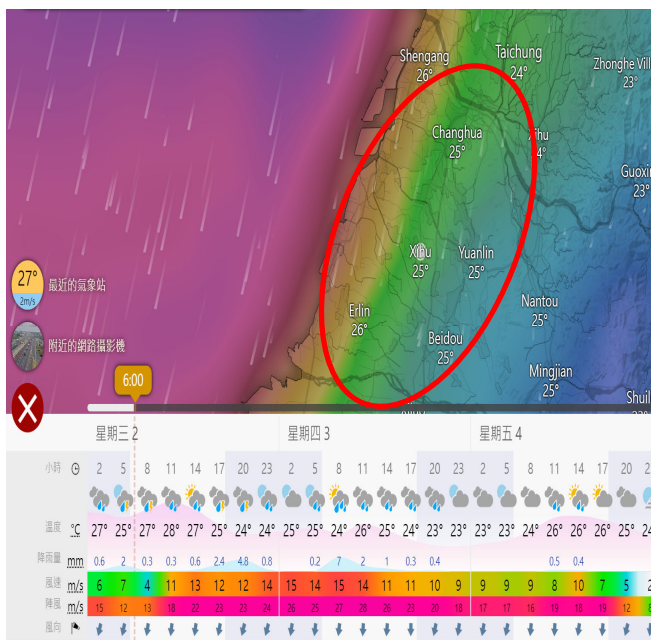 Shengang
26°
Taichung
24°
Zhonghe Vill
23°
Changhua
25°
Xihu
4°
Guoxin
23°
Xihu
25°
Yuanlin
25°
27°
2m/s
最近的氣象站
Erlin
26°
Nantou
25°
附近的網路攝影機
Beidou
25°
Mingjian
25°
6:00
星期三 2 星期四 3 星期五 4
小時 2 5 8 11 14 17 20 23 2 5 8 11 14 17 20 23 2 5 8 11 14 17 20 2
溫度 °C 27° 25° 27° 28° 27° 25° 24° 24° 25° 25° 24° 26° 25° 24° 23° 23° 23° 23° 24° 26° 26° 26° 25° 24
降雨量 mm 0.6 2 0.3 0.3 0.6 2.4 4.8 0.8 0.2 7 2 1 0.3 0.4 0.5 0.4
風速 m/s 6 7 4 11 13 12 12 14 15 14 15 14 11 11 10 9 9 9 9 8 10 7 5 2
陣風 m/s 15 12 13 18 22 23 23 24 26 25 27 28 26 23 20 18 17 17 16 19 18 19 12 8
風向